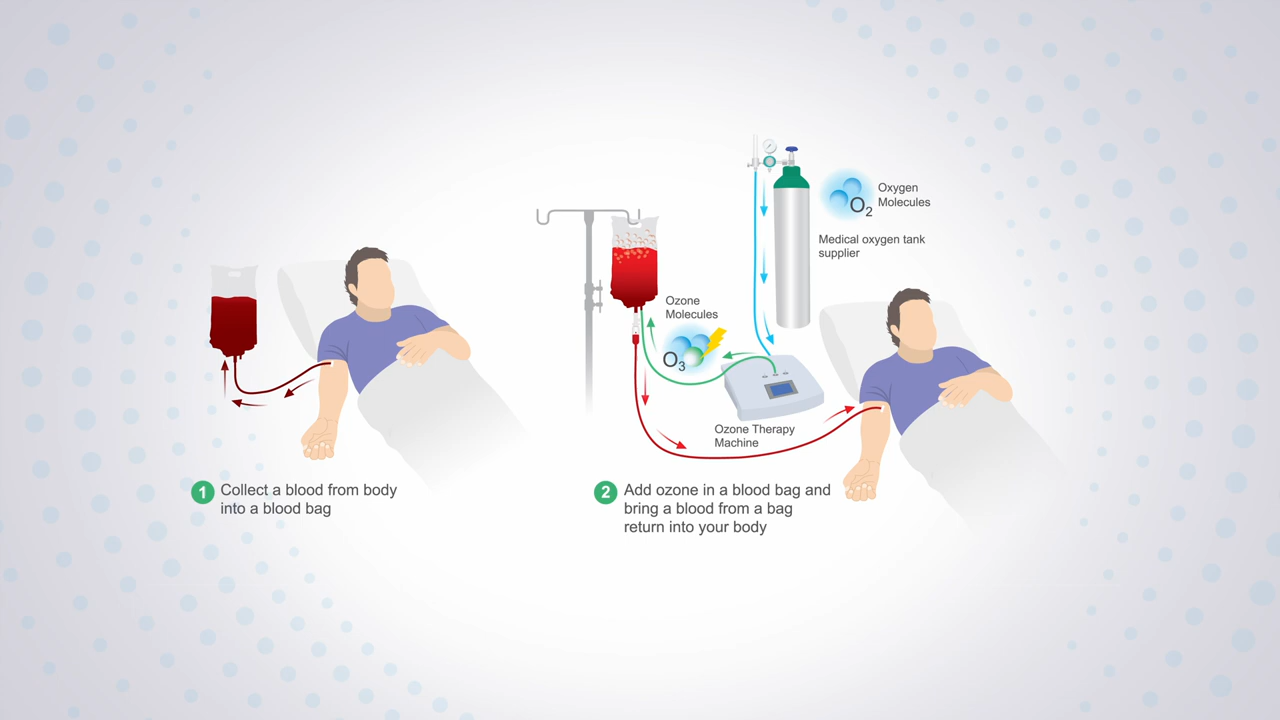 1 Collect a blood from body
into a blood bag
Ozone
Molecules
O3
O2
Oxygen
Molecules
Medical oxygen tank
supplier
Ozone Therapy
Machine
2 Add ozone in a blood bag and
bring a blood from a bag
return into your body